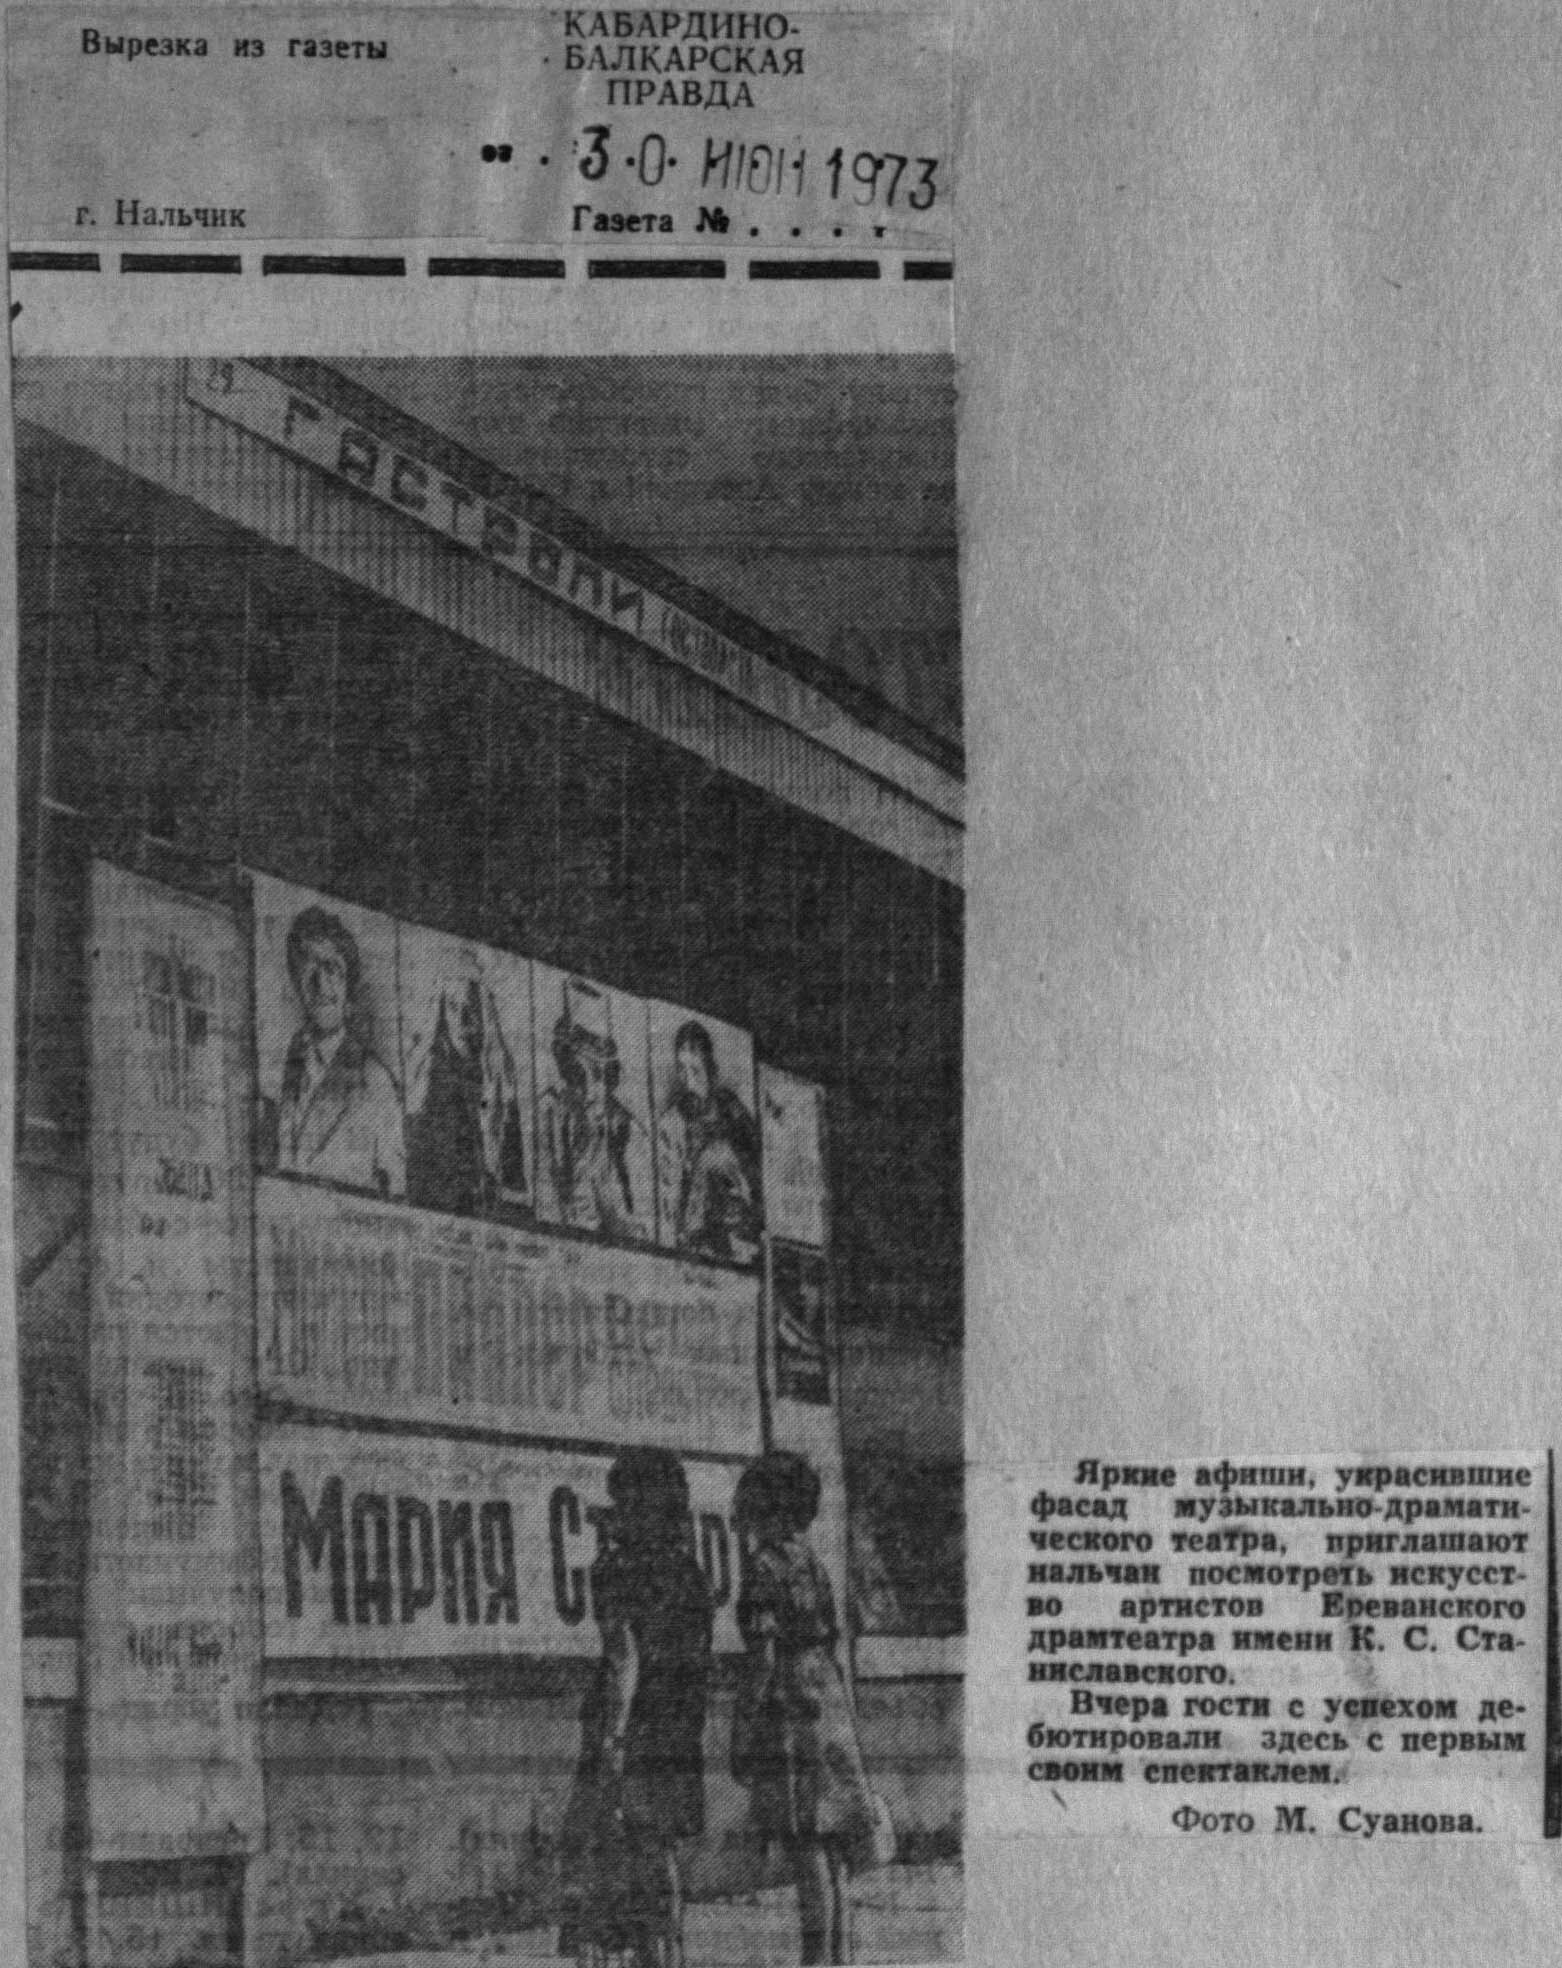 Вырезка из газеты
КАБАРДИНО-
БАЛКАРСКАЯ
ПРАВДА
30 ИЮН 1973
г. Нальчик
Газета № . . . .
29
ГАСТРОЛИ
МАРИЯ СТ
Яркие афиши, украсившие
фасад музыкально-драмати-
ческого театра, приглашают
нальчан посмотреть искусст-
во артистов Ереванского
драмтеатра имени К. С. Ста-
ниславского.
Вчера гости с успехом де-
бютировали здесь с первым
своим спектаклем.
Фото М. Суанова.